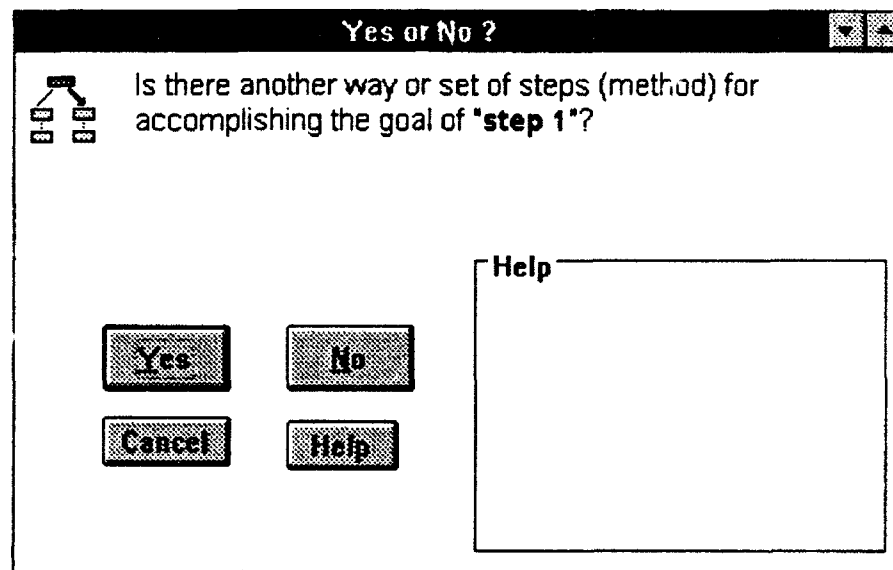 Yes or No ?
Is there another way or set of steps (method) for
accomplishing the goal of "step 1"?
Help
Yes
No
Cancel
Help